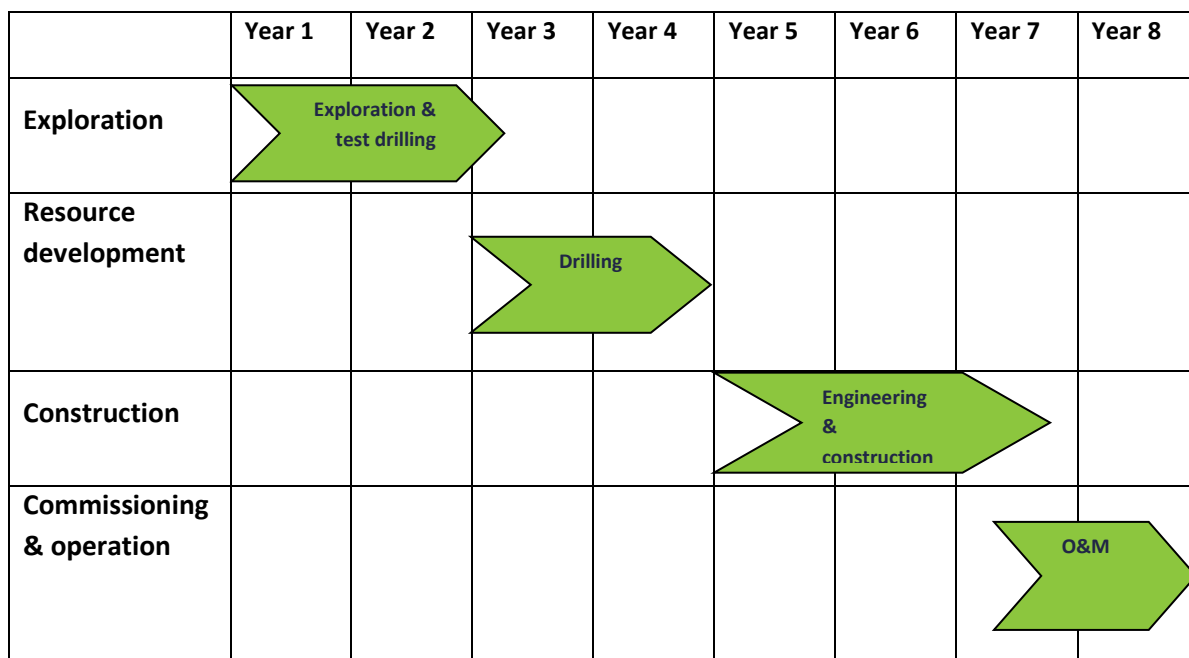 Year 1 Year 2 Year 3 Year 4 Year 5 Year 6 Year 7 Year 8
Exploration
Exploration &
test drilling
Resource
development
Drilling
Construction
Engineering
&
construction
Commissioning
& operation
O&M